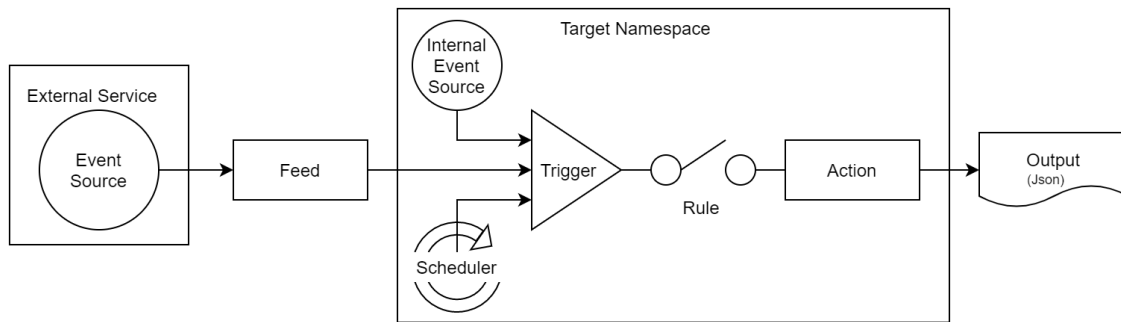 Target Namespace
Internal
Event
Source
External Service
Event
Source
Feed
Trigger
Rule
Action
Output
(Json)
Scheduler